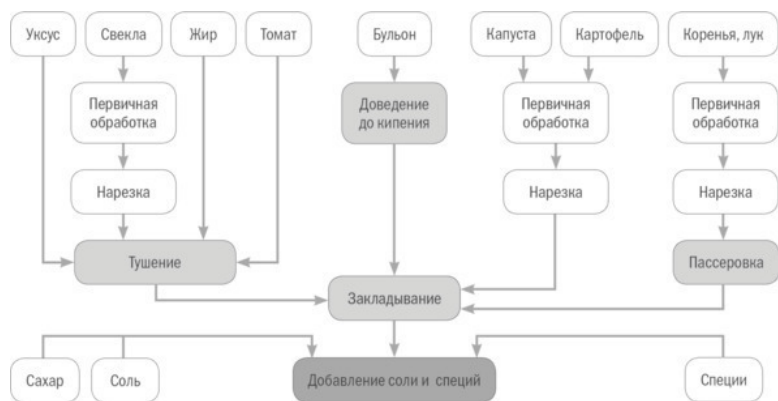 Уксус
Свекла
Жир
Томат
Бульон
Капуста
Картофель
Коренья, лук
Первичная
обработка
Доведение
до кипения
Первичная
обработка
Первичная
обработка
Нарезка
Нарезка
Нарезка
Тушение
Пассеровка
Закладывание
Сахар
Соль
Добавление соли и специй
Специи